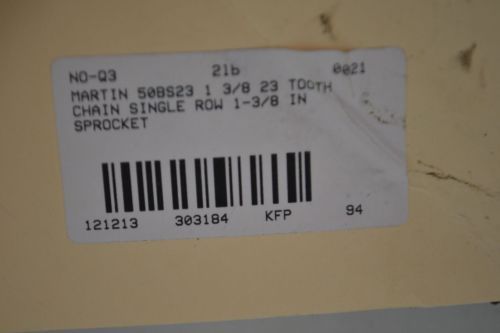 NO-Q3 21b 0021
MARTIN 50BS23 1 3/8 23 TOOTH
CHAIN SINGLE ROW 1-3/8 IN
SPROCKET
121213 303184 KFP 94